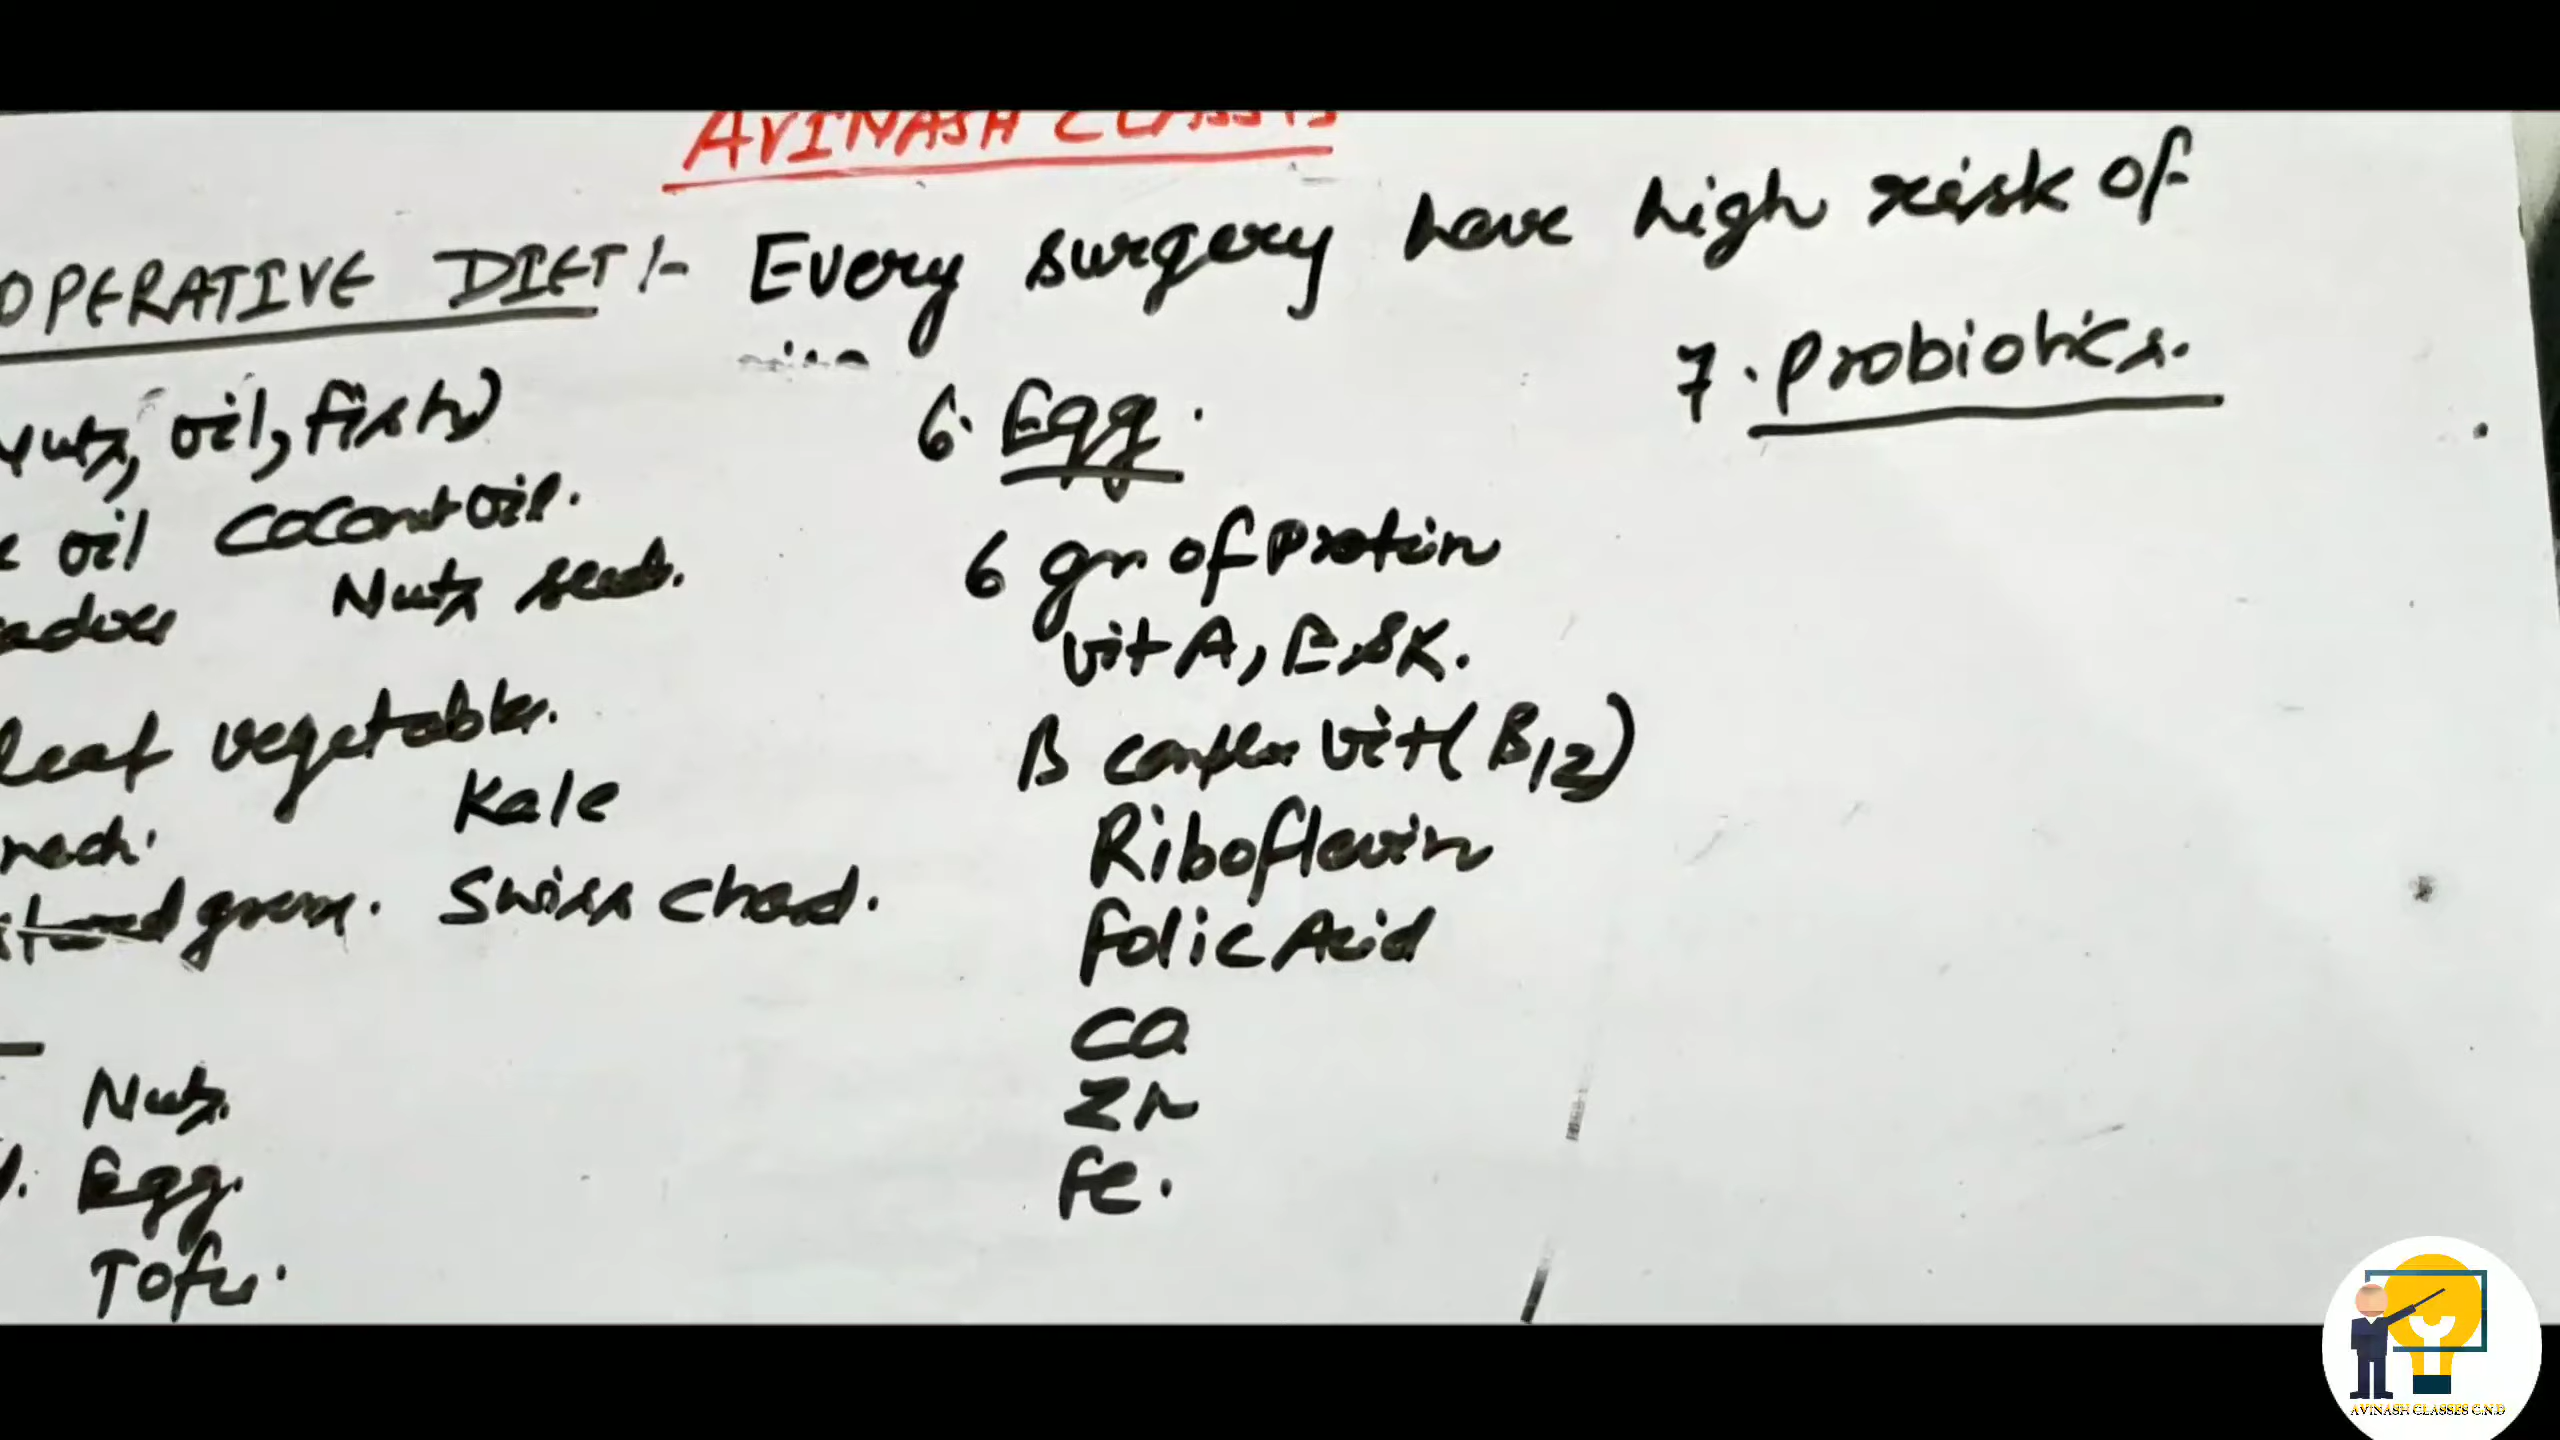 AVINASH CLASSES
OPERATIVE DIET:- Every surgery have high risk of
Nuts, oil, fish)
oil coconut oil.
Nuts seeds.
leaf vegetables.
Kale
Swiss chard.
Nuts.
Egg.
Tofu.
6. Egg.
6 gm of protein
vit A, E & K.
B complex vit (B12)
Riboflavin
Folic Acid
Ca
Zn
Fe.
7. Probiotics.
AVINASH CLASSES C.N.D